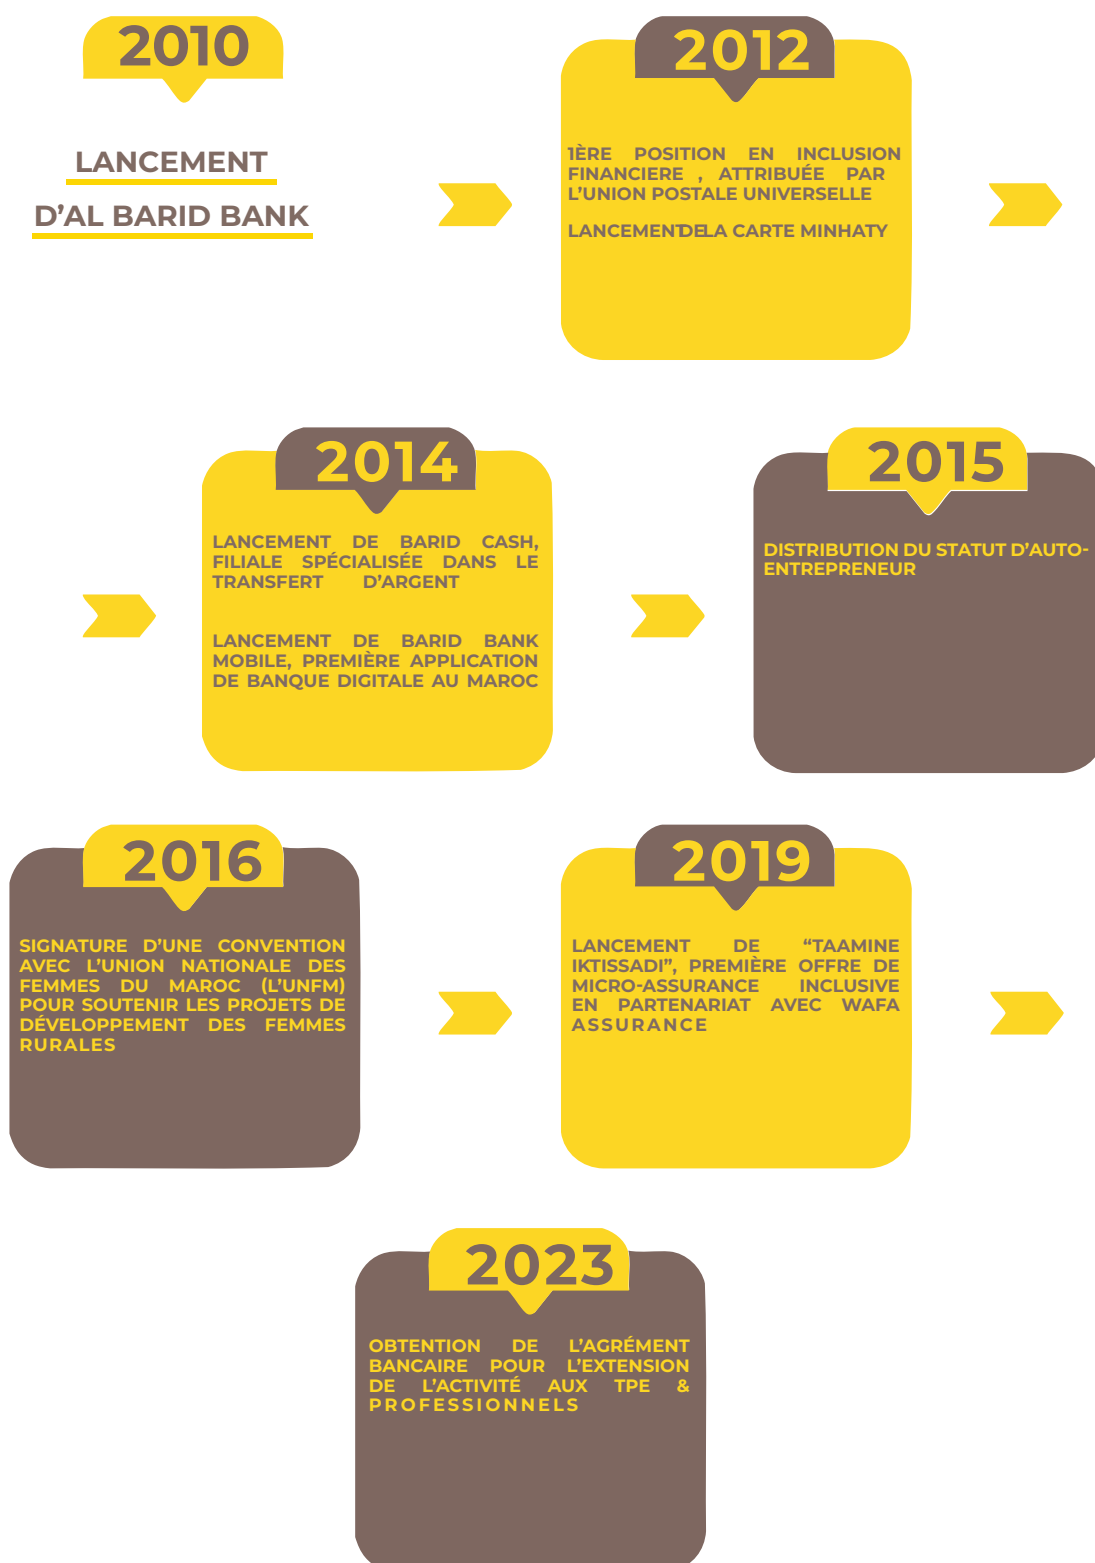 2010
LANCEMENT
D’AL BARID BANK
2012
1ÈRE POSITION EN INCLUSION
FINANCIERE , ATTRIBUÉE PAR
L’UNION POSTALE UNIVERSELLE
LANCEMENT DE LA CARTE MINHATY
2014
LANCEMENT DE BARID CASH,
FILIALE SPÉCIALISÉE DANS LE
TRANSFERT D’ARGENT
LANCEMENT DE BARID BANK
MOBILE, PREMIÈRE APPLICATION
DE BANQUE DIGITALE AU MAROC
2015
DISTRIBUTION DU STATUT D’AUTO-
ENTREPRENEUR
2016
SIGNATURE D’UNE CONVENTION
AVEC L’UNION NATIONALE DES
FEMMES DU MAROC (L’UNFM)
POUR SOUTENIR LES PROJETS DE
DÉVELOPPEMENT DES FEMMES
RURALES
2019
LANCEMENT DE “TAAMINE
IKTISSADI”, PREMIÈRE OFFRE DE
MICRO-ASSURANCE INCLUSIVE
EN PARTENARIAT AVEC WAFA
ASSURANCE
2023
OBTENTION DE L’AGRÉMENT
BANCAIRE POUR L’EXTENSION
DE L’ACTIVITÉ AUX TPE &
PROFESSIONNELS